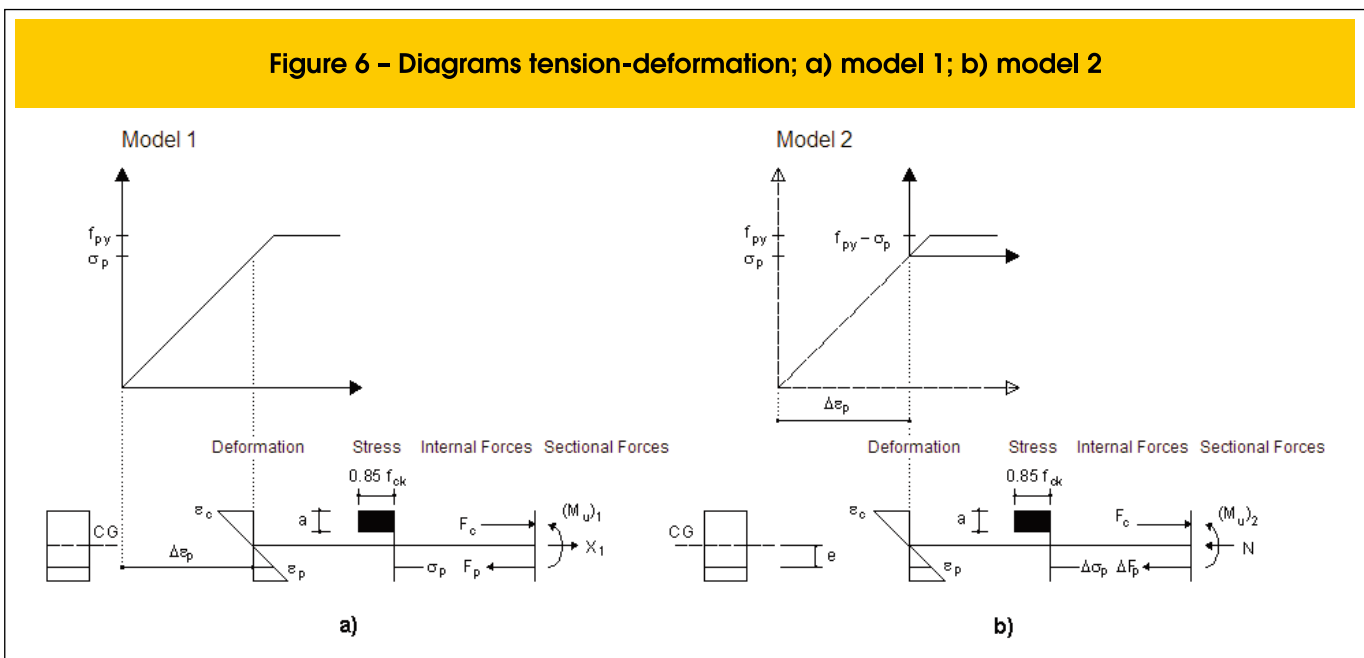 Figure 6 – Diagrams tension-deformation; a) model 1; b) model 2
Model 1
f_py
σ_p
Deformation Stress Internal Forces Sectional Forces
0.85 f_ck
ε_c
a
F_c
(M_u)_1
CG
X_1
Δε_p
ε_p
σ_p F_p
a)
Model 2
f_py
f_py – σ_p
σ_p
Δε_p
Deformation Stress Internal Forces Sectional Forces
0.85 f_ck
ε_c
a
F_c
(M_u)_2
CG
N
e
ε_p
Δσ_p ΔF_p
b)